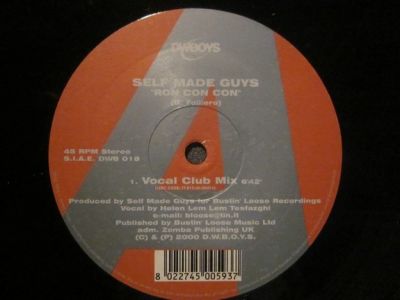 DWBOYS
SELF MADE GUYS
"RON CON CON"
45 RPM Stereo
S.I.A.E. DWB 018
1. Vocal Club Mix 6'42"
Produced by Self Made Guys for Bustin' Loose Recordings
Vocal by Helen Lem Lem Tesfazghi
e-mail: bloose@tin.it
Published by Bustin' Loose Music Ltd
adm. Zomba Publishing UK
(C) & (P) 2000 D.W.B.O.Y.S.
8 022745 005937